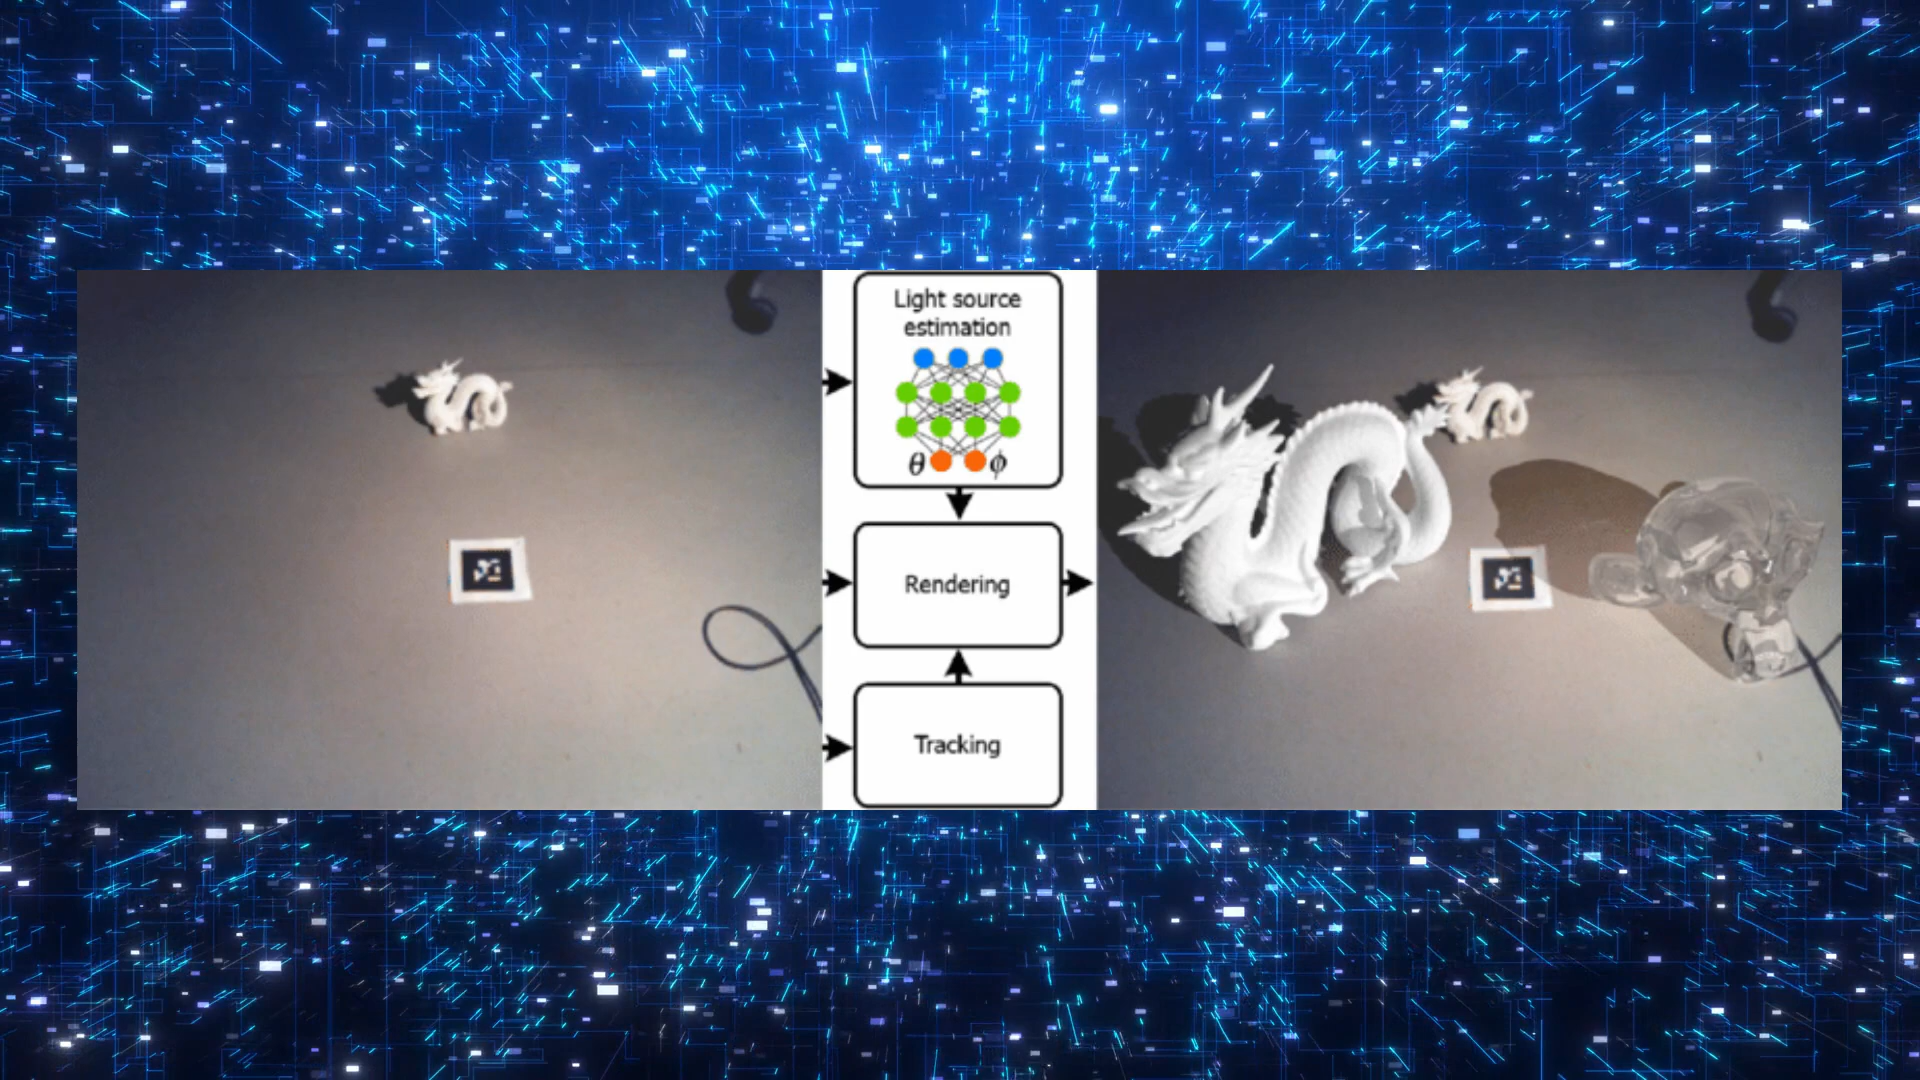 Light source
estimation
θ ϕ
Rendering
Tracking